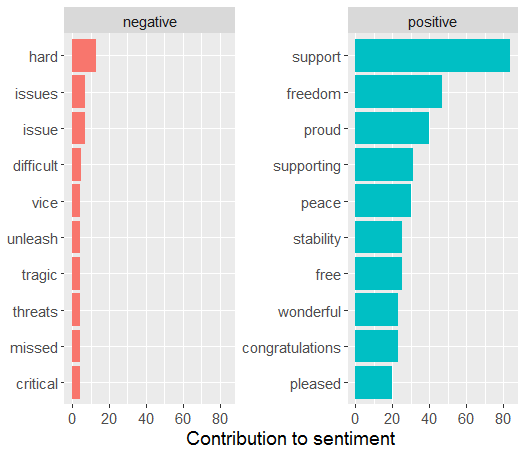 negative
hard
issues
issue
difficult
vice
unleash
tragic
threats
missed
critical
0 20 40 60 80
positive
support
freedom
proud
supporting
peace
stability
free
wonderful
congratulations
pleased
0 20 40 60 80
Contribution to sentiment